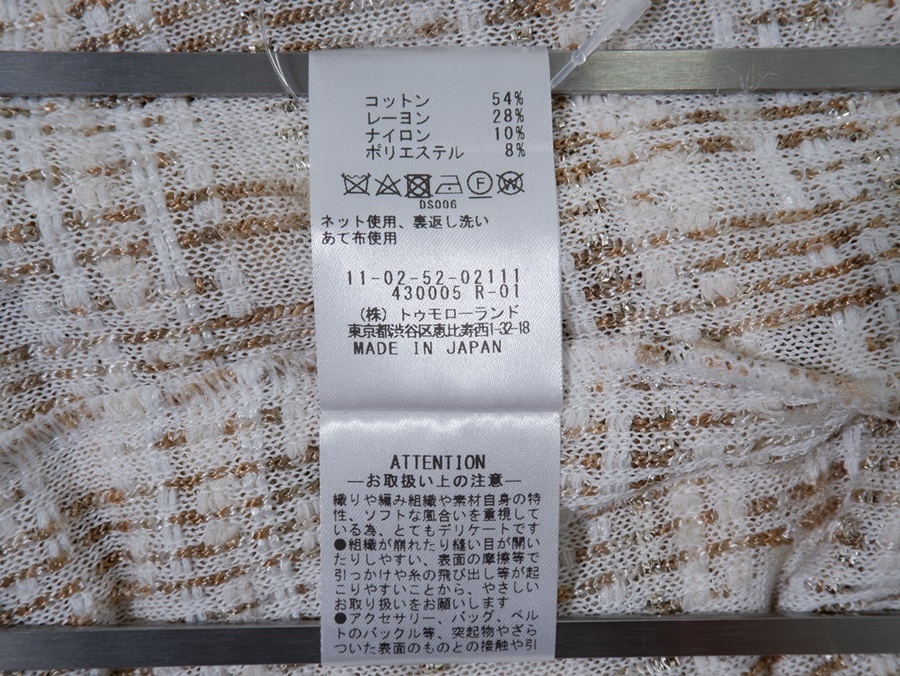 コットン 54%
レーヨン 28%
ナイロン 10%
ポリエステル 8%
F
W
DS006
ネット使用、裏返し洗い
あて布使用
11-02-52-02111
430005 R-01
(株) トゥモローランド
東京都渋谷区恵比寿西1-32-18
MADE IN JAPAN
ATTENTION
―お取扱い上の注意―
織りや編み組織や素材自身の特
性、ソフトな風合いを重視して
いる為、とてもデリケートです
●組織が崩れたり縫い目が開い
たりしやすい、表面の摩擦等で
引っかけや糸の飛び出し等が起
こりやすいことから、やさしい
お取り扱いをお願いします
●アクセサリー、バッグ、ベル
トのバックル等、突起物やざら
ついた表面のものとの接触や引